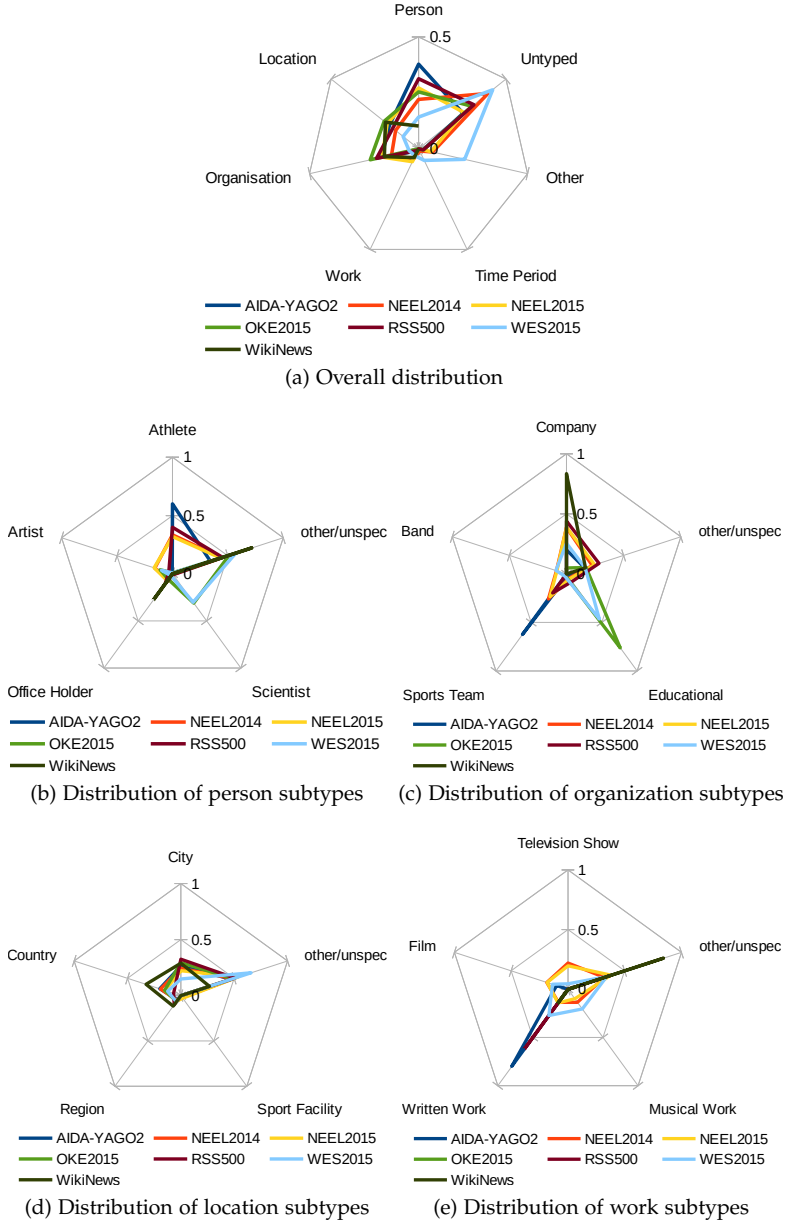 Person
0.5
Location
Untyped
0
Organisation
Other
Work
Time Period
AIDA-YAGO2 NEEL2014 NEEL2015
OKE2015 RSS500 WES2015
WikiNews
(a) Overall distribution
Athlete
1
0.5
Artist
other/unspec
0
Office Holder
Scientist
AIDA-YAGO2 NEEL2014 NEEL2015
OKE2015 RSS500 WES2015
WikiNews
(b) Distribution of person subtypes
Company
1
0.5
Band
other/unspec
0
Sports Team
Educational
AIDA-YAGO2 NEEL2014 NEEL2015
OKE2015 RSS500 WES2015
WikiNews
(c) Distribution of organization subtypes
City
1
0.5
Country
other/unspec
0
Region
Sport Facility
AIDA-YAGO2 NEEL2014 NEEL2015
OKE2015 RSS500 WES2015
WikiNews
(d) Distribution of location subtypes
Television Show
1
0.5
Film
other/unspec
0
Written Work
Musical Work
AIDA-YAGO2 NEEL2014 NEEL2015
OKE2015 RSS500 WES2015
WikiNews
(e) Distribution of work subtypes